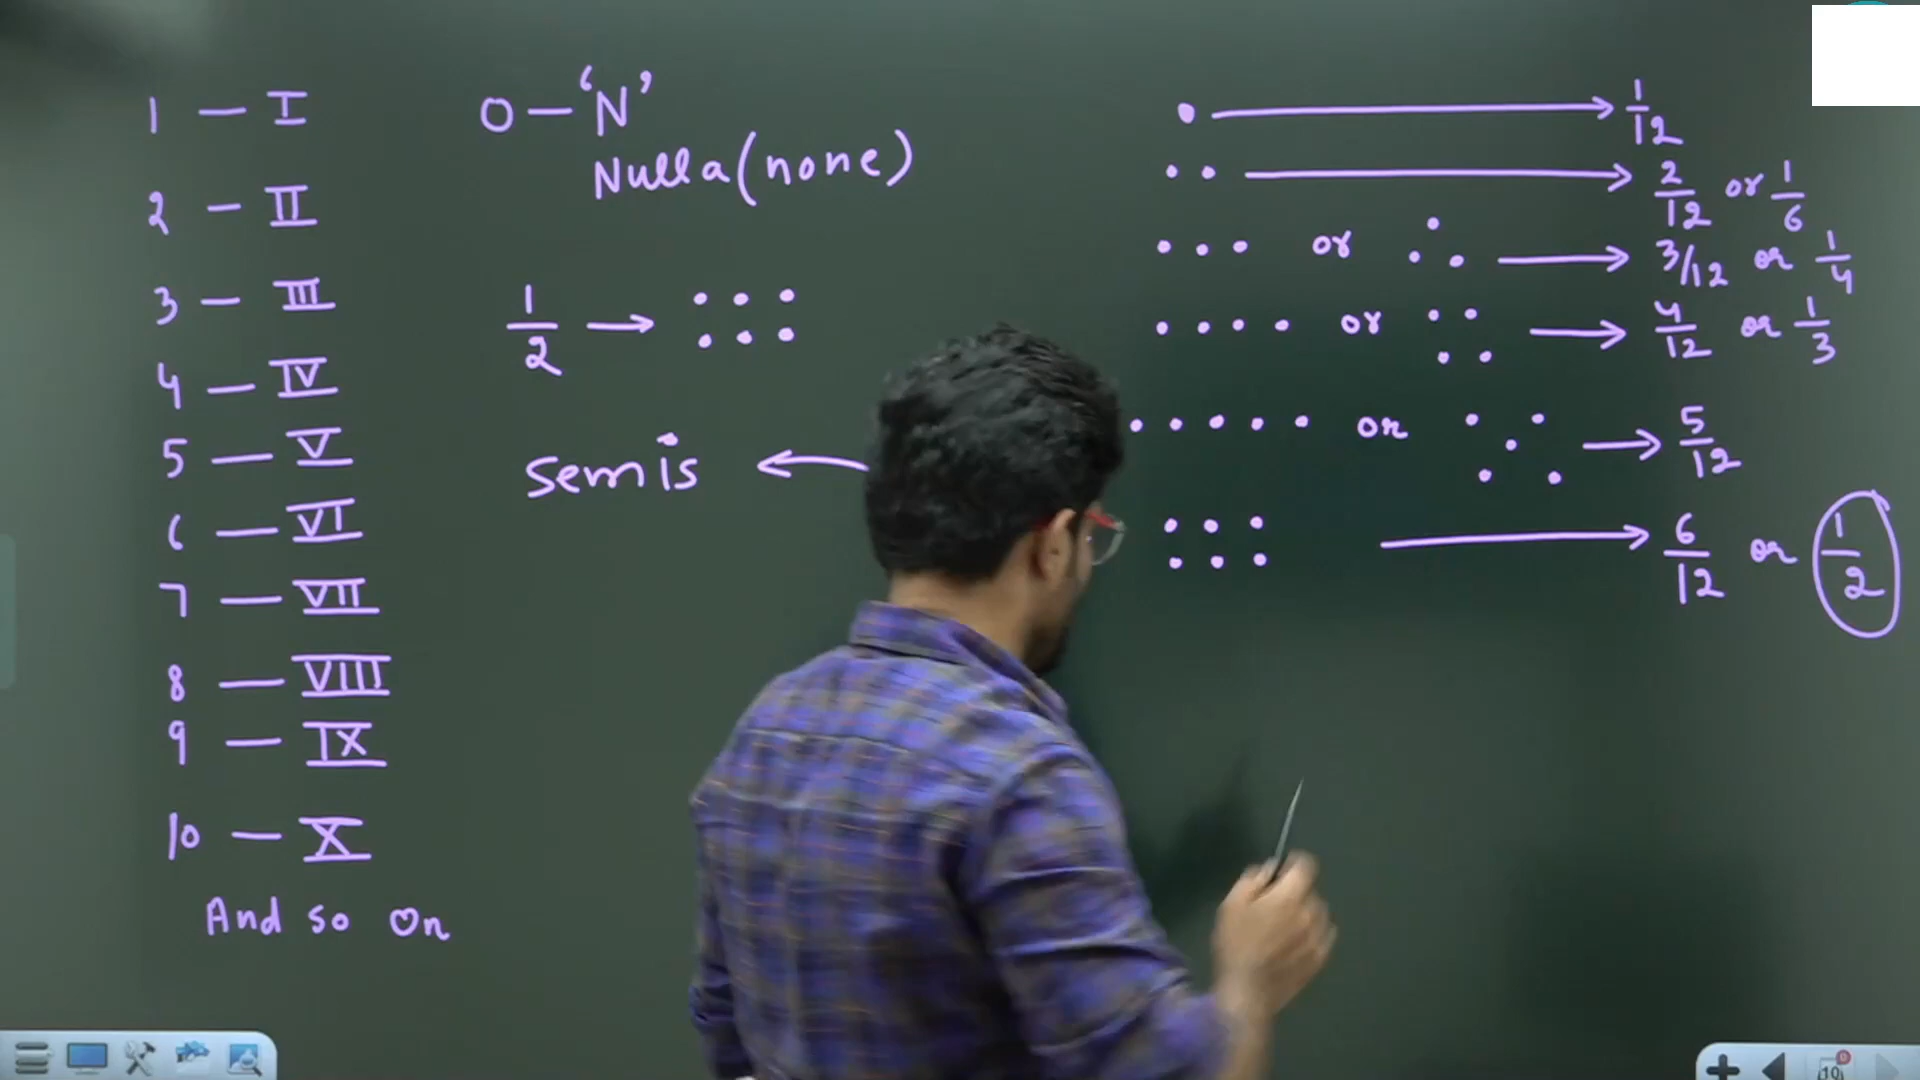 1 — I
2 — II
3 — III
4 — IV
5 — V
6 — VI
7 — VII
8 — VIII
9 — IX
10 — X
And so on
0 — 'N'
Nulla (none)
1/2 → ⠿
semis ←
• → 1/12
• • → 2/12 or 1/6
• • • or ∴ → 3/12 or 1/4
• • • • or :: → 4/12 or 1/3
• • • • • or ⁙ → 5/12
::: → 6/12 or 1/2